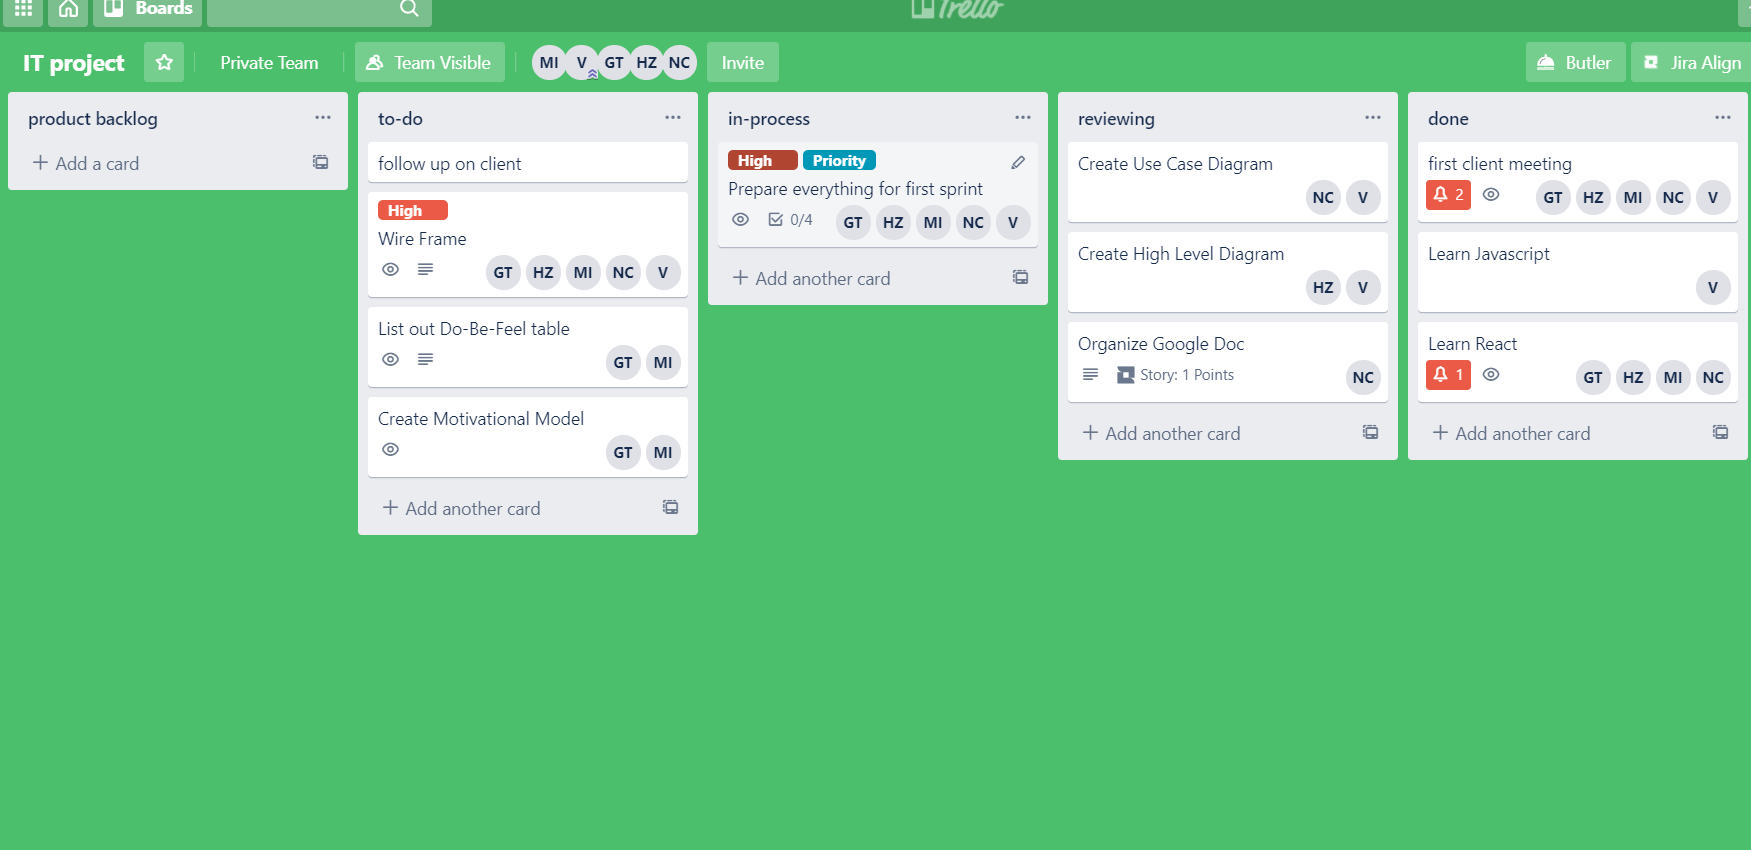 Boards
Trello
IT project
Private Team
Team Visible
MI V GT HZ NC
Invite
Butler
Jira Align
product backlog
Add a card
to-do
follow up on client
High
Wire Frame
GT HZ MI NC V
List out Do-Be-Feel table
GT MI
Create Motivational Model
GT MI
Add another card
in-process
High Priority
Prepare everything for first sprint
0/4 GT HZ MI NC V
Add another card
reviewing
Create Use Case Diagram
NC V
Create High Level Diagram
HZ V
Organize Google Doc
Story: 1 Points NC
Add another card
done
first client meeting
2 GT HZ MI NC V
Learn Javascript
V
Learn React
1 GT HZ MI NC
Add another card